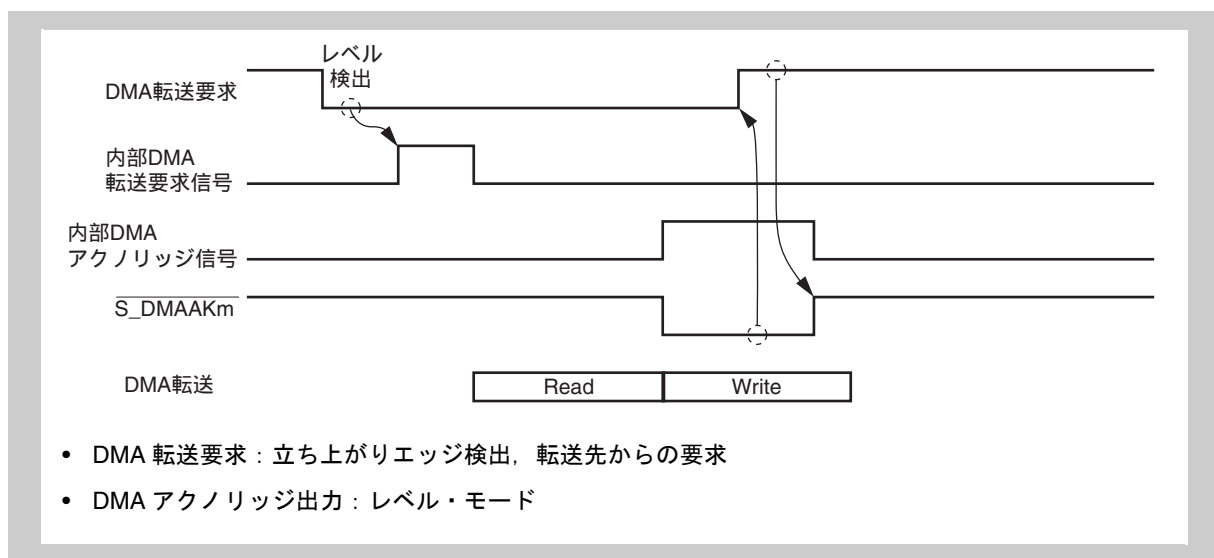 レベル
検出
DMA転送要求
内部DMA
転送要求信号
内部DMA
アクノリッジ信号
S_DMAAKm
DMA転送 Read Write
• DMA 転送要求：立ち上がりエッジ検出，転送先からの要求
• DMA アクノリッジ出力：レベル・モード